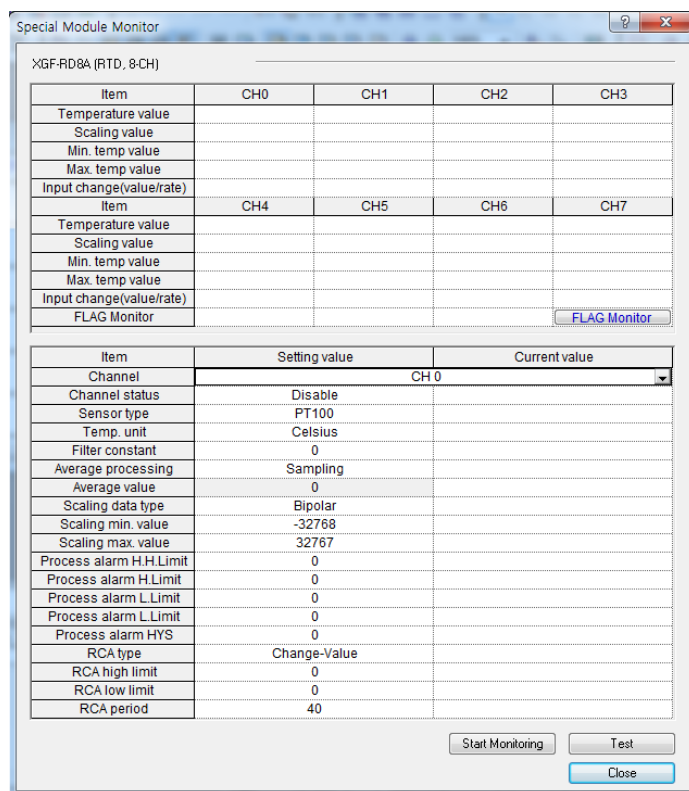 Special Module Monitor
XGF-RD8A (RTD, 8-CH)
Item CH0 CH1 CH2 CH3
Temperature value
Scaling value
Min. temp value
Max. temp value
Input change(value/rate)
Item CH4 CH5 CH6 CH7
Temperature value
Scaling value
Min. temp value
Max. temp value
Input change(value/rate)
FLAG Monitor FLAG Monitor
Item Setting value Current value
Channel CH 0
Channel status Disable
Sensor type PT100
Temp. unit Celsius
Filter constant 0
Average processing Sampling
Average value 0
Scaling data type Bipolar
Scaling min. value -32768
Scaling max. value 32767
Process alarm H.H.Limit 0
Process alarm H.Limit 0
Process alarm L.Limit 0
Process alarm L.Limit 0
Process alarm HYS 0
RCA type Change-Value
RCA high limit 0
RCA low limit 0
RCA period 40
Start Monitoring Test
Close